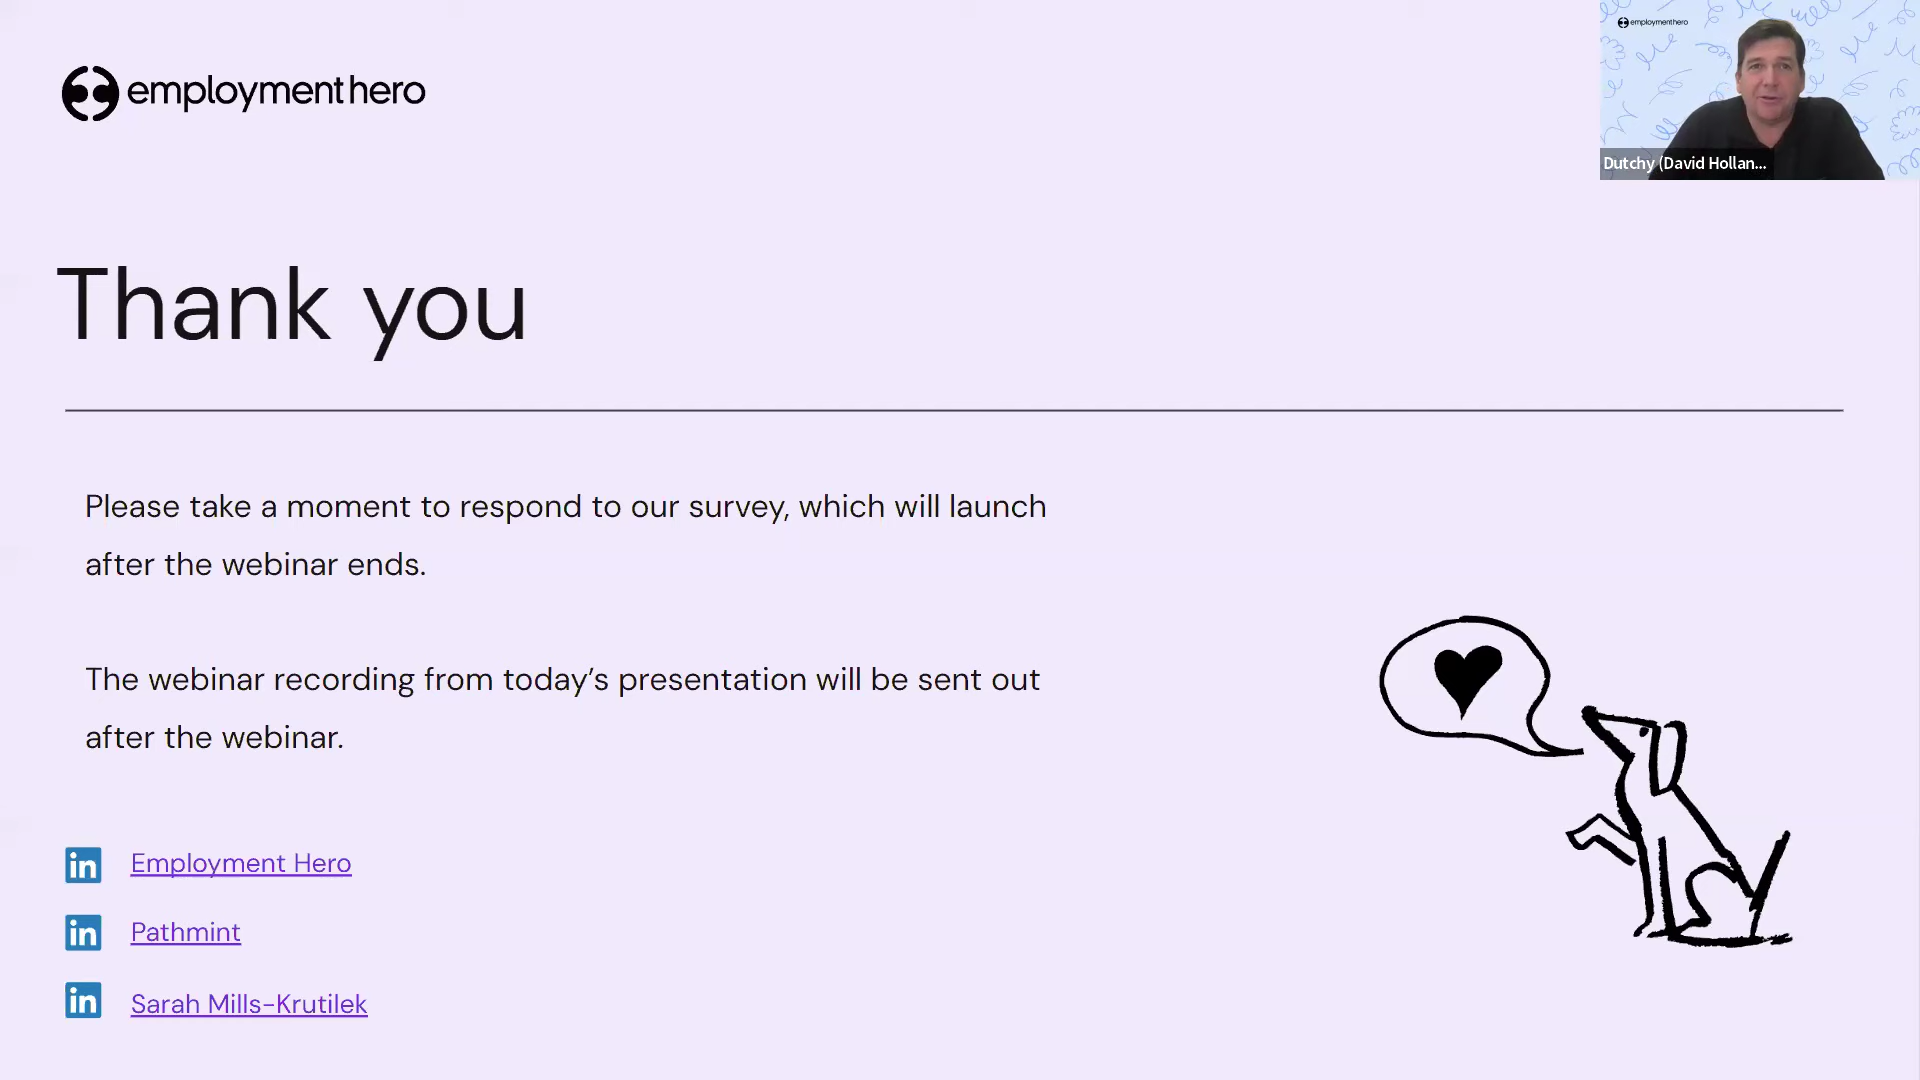 employmenthero
employmenthero
Dutchy (David Hollan...
Thank you
Please take a moment to respond to our survey, which will launch
after the webinar ends.
The webinar recording from today’s presentation will be sent out
after the webinar.
in Employment Hero
in Pathmint
in Sarah Mills-Krutilek